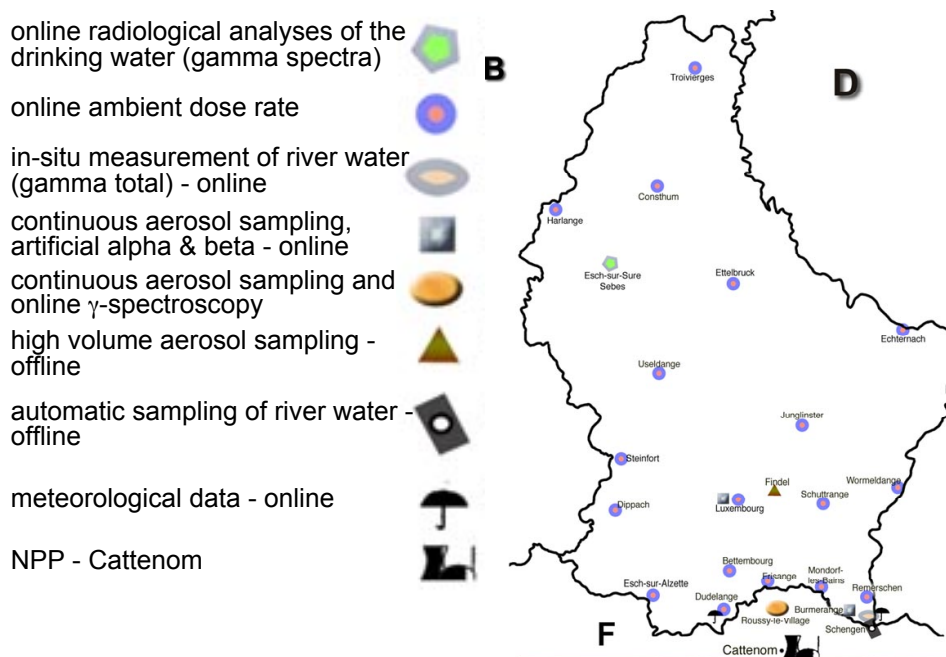 online radiological analyses of the
drinking water (gamma spectra)
online ambient dose rate
in-situ measurement of river water
(gamma total) - online
continuous aerosol sampling,
artificial alpha & beta - online
continuous aerosol sampling and
online γ-spectroscopy
high volume aerosol sampling -
offline
automatic sampling of river water -
offline
meteorological data - online
NPP - Cattenom
B
D
Troivierges
Consthum
Harlange
Esch-sur-Sure
Sebes
Ettelbruck
Echternach
Useldange
Junglinster
Steinfort
Findel
Wormeldange
Schuttrange
Luxembourg
Dippach
Bettembourg
Frisange
Mondorf-
les-Bains
Esch-sur-Alzette
Remerschen
Dudelange
Burmerange
Roussy-le-Village
Schengen
F
Cattenom